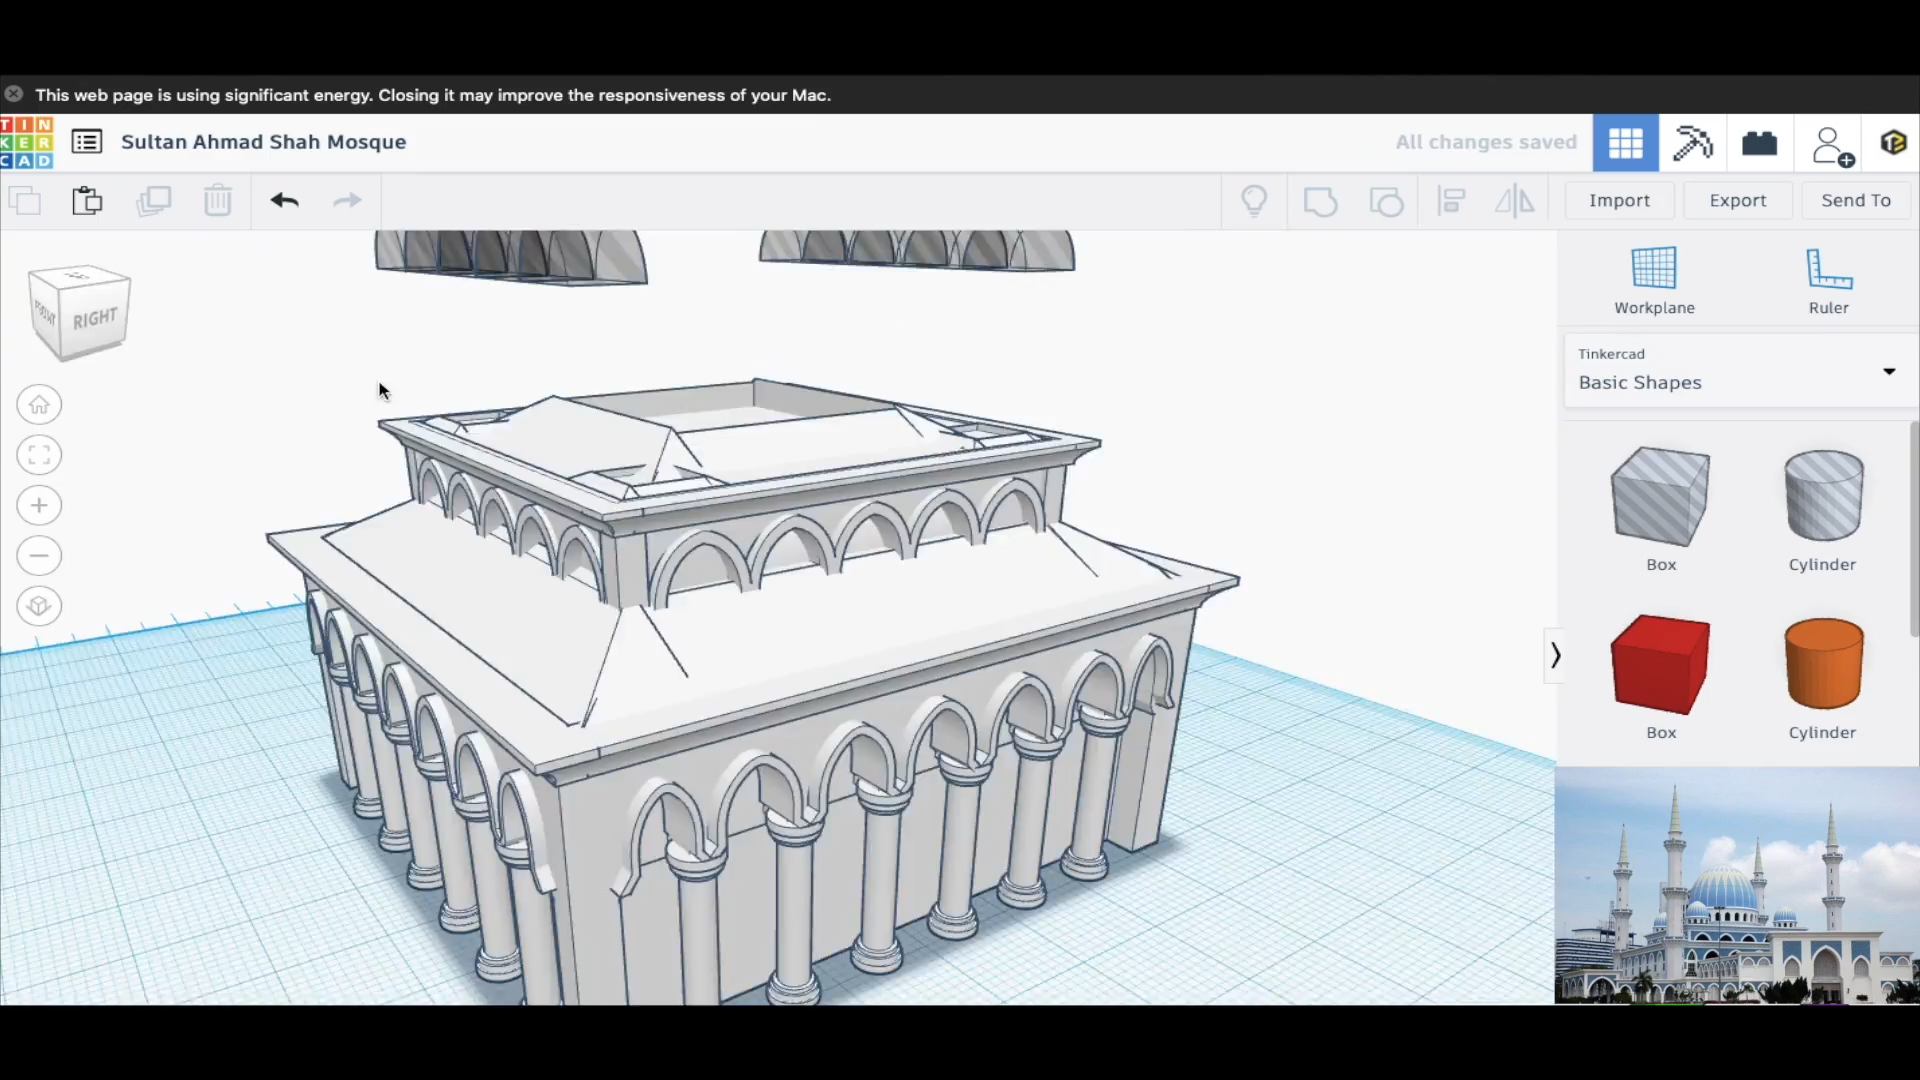 This web page is using significant energy. Closing it may improve the responsiveness of your Mac.
TIN
KER
CAD
Sultan Ahmad Shah Mosque
All changes saved
Import
Export
Send To
RIGHT
Workplane
Ruler
Tinkercad
Basic Shapes
Box
Cylinder
Box
Cylinder